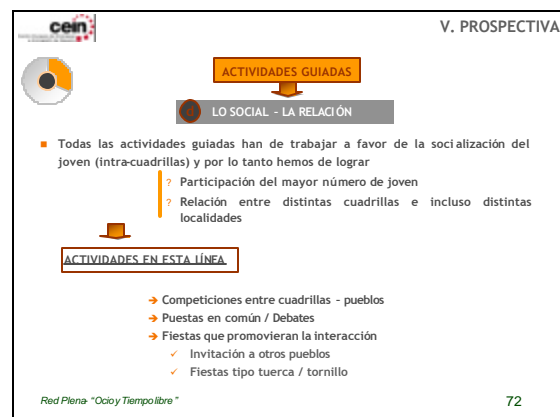 cein
V. PROSPECTIVA
ACTIVIDADES GUIADAS
d LO SOCIAL - LA RELACIÓN
Todas las actividades guiadas han de trabajar a favor de la socialización del
joven (intra-cuadrillas) y por lo tanto hemos de lograr
? Participación del mayor número de joven
? Relación entre distintas cuadrillas e incluso distintas
localidades
ACTIVIDADES EN ESTA LÍNEA
Competiciones entre cuadrillas - pueblos
Puestas en común / Debates
Fiestas que promovieran la interacción
✓ Invitación a otros pueblos
✓ Fiestas tipo tuerca / tornillo
Red Plena- "Ocio y Tiempo libre"
72